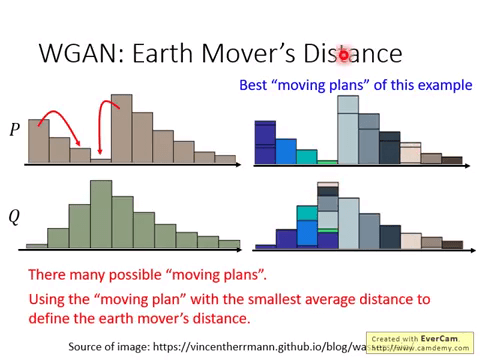 WGAN: Earth Mover's Distance
Best "moving plans" of this example
P
Q
There many possible "moving plans".
Using the "moving plan" with the smallest average distance to
define the earth mover's distance.
Source of image: https://vincentherrmann.github.io/blog/
Created with EverCam.
http://www.camdemy.com